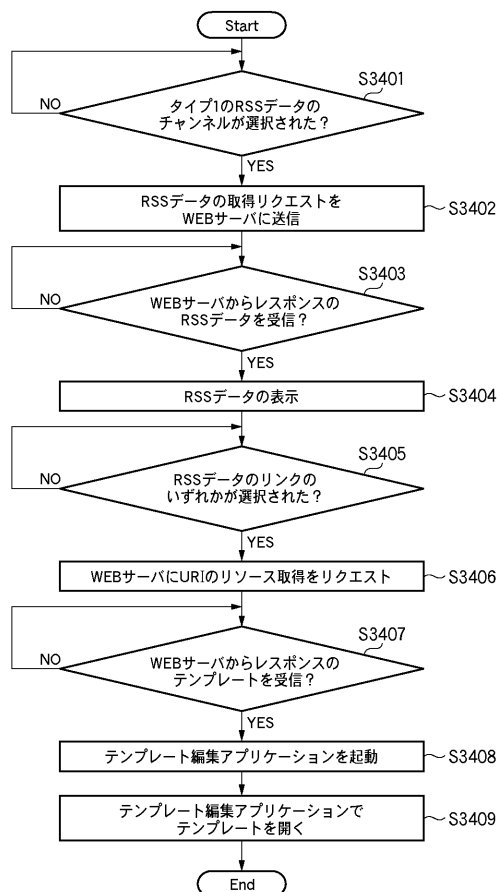 Start
S3401
タイプ1のRSSデータの
チャンネルが選択された？
NO
YES
RSSデータの取得リクエストを
WEBサーバに送信
S3402
S3403
WEBサーバからレスポンスの
RSSデータを受信？
NO
YES
RSSデータの表示
S3404
S3405
RSSデータのリンクの
いずれかが選択された？
NO
YES
WEBサーバにURIのリソース取得をリクエスト
S3406
S3407
WEBサーバからレスポンスの
テンプレートを受信？
NO
YES
テンプレート編集アプリケーションを起動
S3408
テンプレート編集アプリケーションで
テンプレートを開く
S3409
End